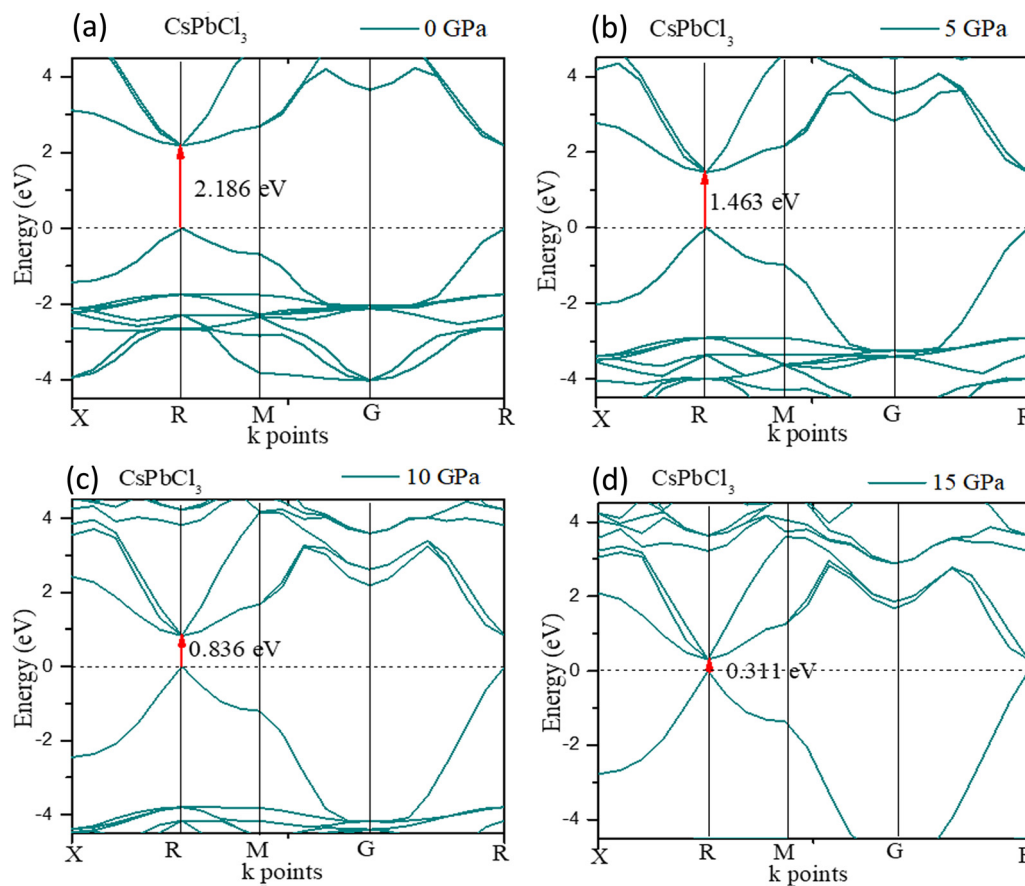 (a) CsPbCl₃ 0 GPa
4
2
0
-2
-4
Energy (eV)
2.186 eV
X R M G R
k points
(b) CsPbCl₃ 5 GPa
4
2
0
-2
-4
Energy (eV)
1.463 eV
X R M G R
k points
(c) CsPbCl₃ 10 GPa
4
2
0
-2
-4
Energy (eV)
0.836 eV
X R M G R
k points
(d) CsPbCl₃ 15 GPa
4
2
0
-2
-4
Energy (eV)
0.311 eV
X R M G R
k points